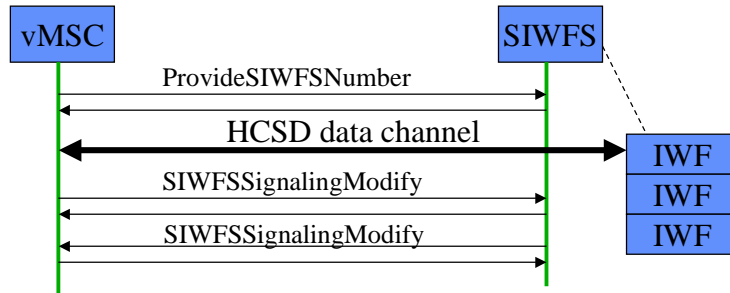 vMSC
SIWFS
ProvideSIWFSNumber
HCSD data channel
IWF
SIWFSSignalingModify
IWF
SIWFSSignalingModify
IWF